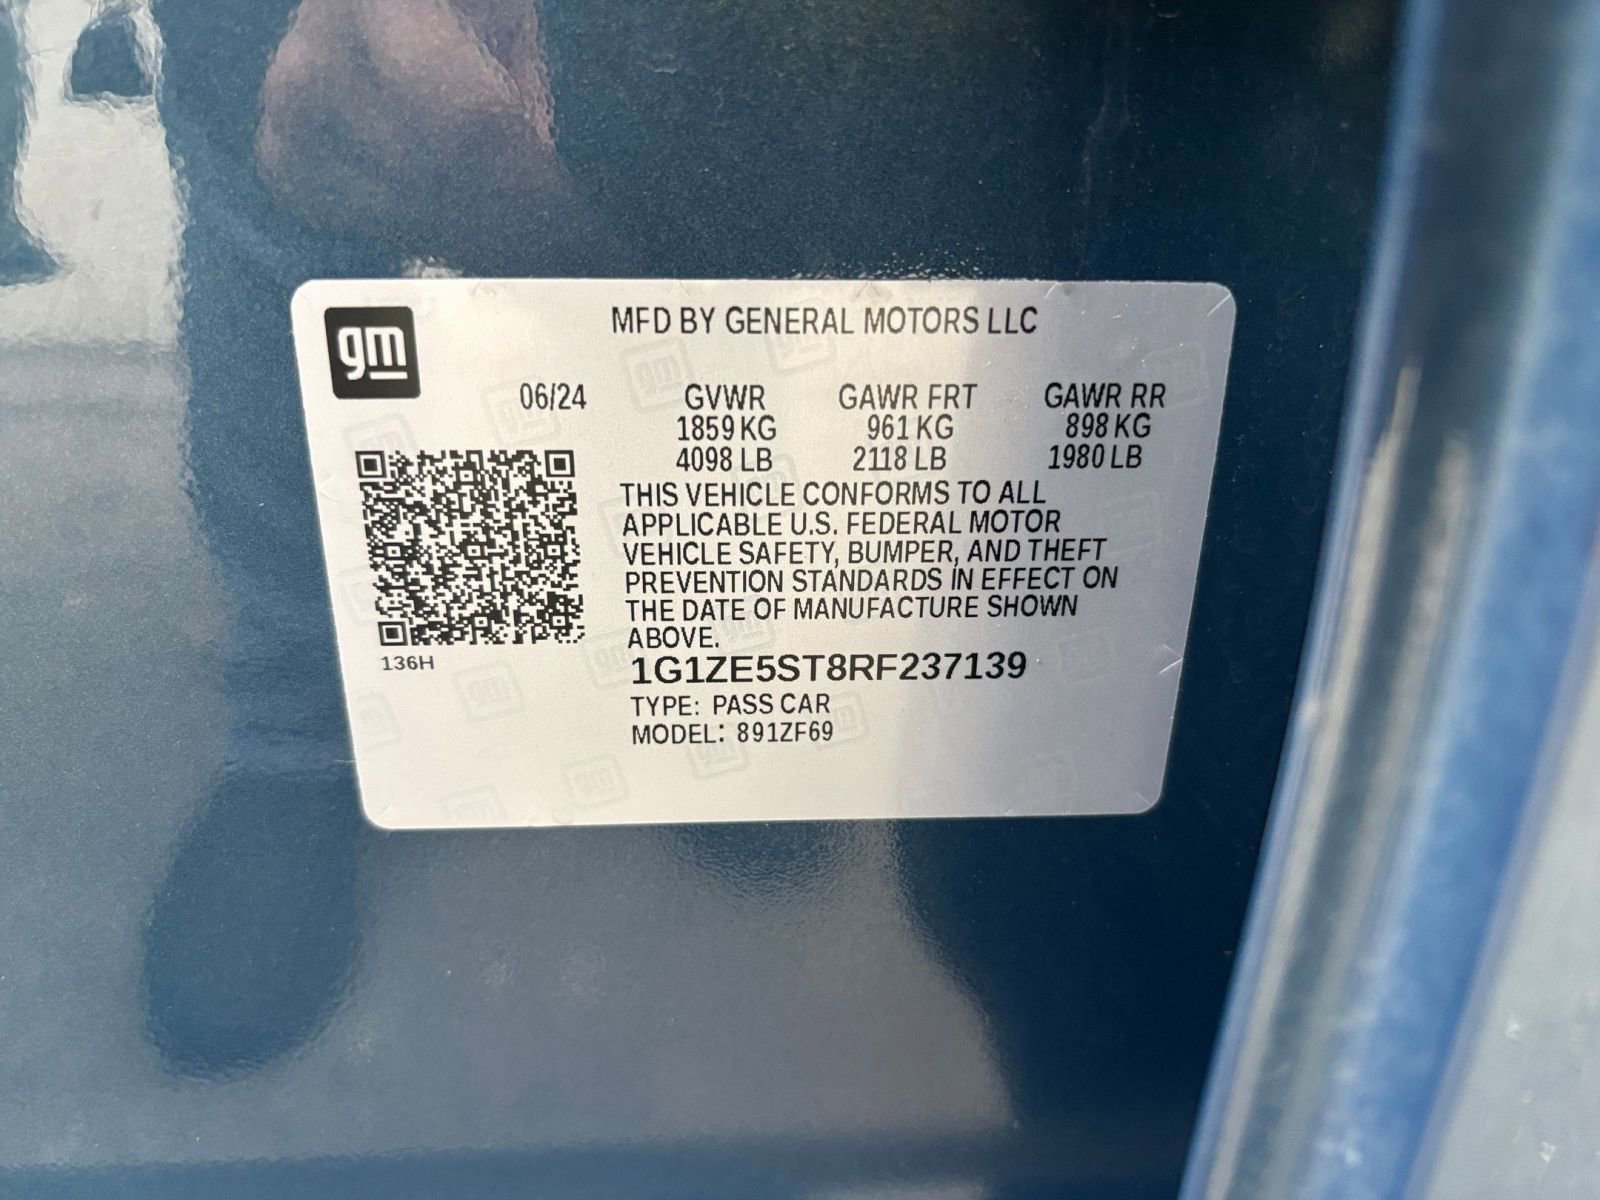 gm
MFD BY GENERAL MOTORS LLC
06/24 GVWR GAWR FRT GAWR RR
1859 KG 961 KG 898 KG
4098 LB 2118 LB 1980 LB
THIS VEHICLE CONFORMS TO ALL
APPLICABLE U.S. FEDERAL MOTOR
VEHICLE SAFETY, BUMPER, AND THEFT
PREVENTION STANDARDS IN EFFECT ON
THE DATE OF MANUFACTURE SHOWN
ABOVE.
136H
1G1ZE5ST8RF237139
TYPE: PASS CAR
MODEL: 891ZF69